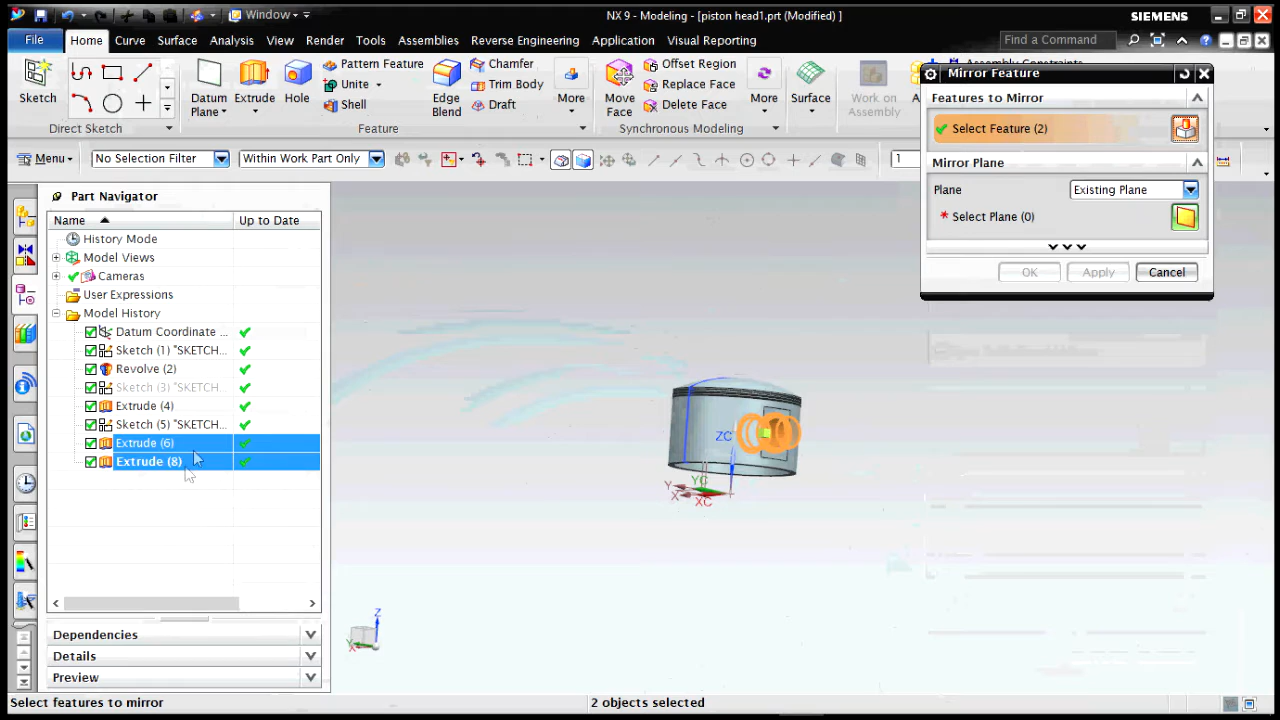 Window
NX 9 - Modeling - [piston head1.prt (Modified) ]
SIEMENS
File
Home
Curve
Surface
Analysis
View
Render
Tools
Assemblies
Reverse Engineering
Application
Visual Reporting
Find a Command
Sketch
Direct Sketch
Datum
Plane
Extrude
Hole
Pattern Feature
Unite
Shell
Edge
Blend
Chamfer
Trim Body
Draft
More
Feature
Move
Face
Offset Region
Replace Face
Delete Face
More
Synchronous Modeling
Surface
Work on
Assembly
Assembly Constraints
Menu
No Selection Filter
Within Work Part Only
1
Mirror Feature
Features to Mirror
Select Feature (2)
Mirror Plane
Plane
Existing Plane
* Select Plane (0)
OK
Apply
Cancel
Part Navigator
Name
Up to Date
History Mode
Model Views
Cameras
User Expressions
Model History
Datum Coordinate ...
Sketch (1) "SKETCH...
Revolve (2)
Sketch (3) "SKETCH...
Extrude (4)
Sketch (5) "SKETCH...
Extrude (6)
Extrude (8)
ZC
Y
YC
X
XC
Z
Y
X
Dependencies
Details
Preview
Select features to mirror
2 objects selected